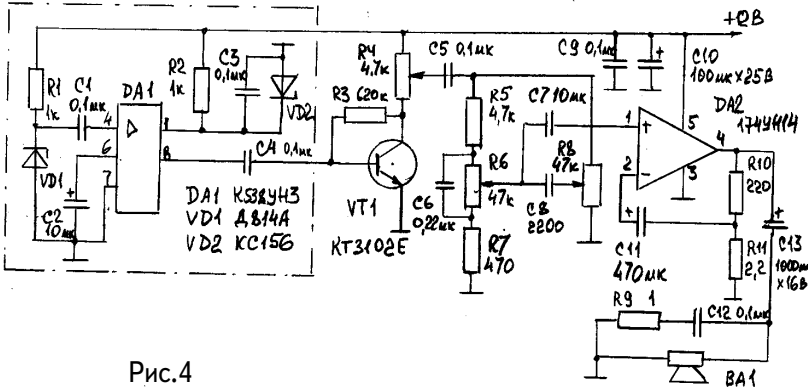 +9В
R1
1к
C1
0,1мк
DA1
4
6
7
1
8
R2
1к
C3
0,1мк
VD2
VD1
C2
10мк
C4 0,1мк
DA1 К538УН3
VD1 Д814А
VD2 КС156
R3 620к
R4
4,7к
VT1
КТ3102Е
C5 0,1мк
R5
4,7к
R6
47к
C6
0,22мк
R7
470
C7 10мк
C8
2200
R8
47к
C9 0,1мк
C10
100мк×25В
DA2
174УН14
1
2
3
4
5
R10
220
R11
2,2
C11
470мк
C13
1000мк
×16В
R9 1
C12 0,1мк
BA1
Рис.4